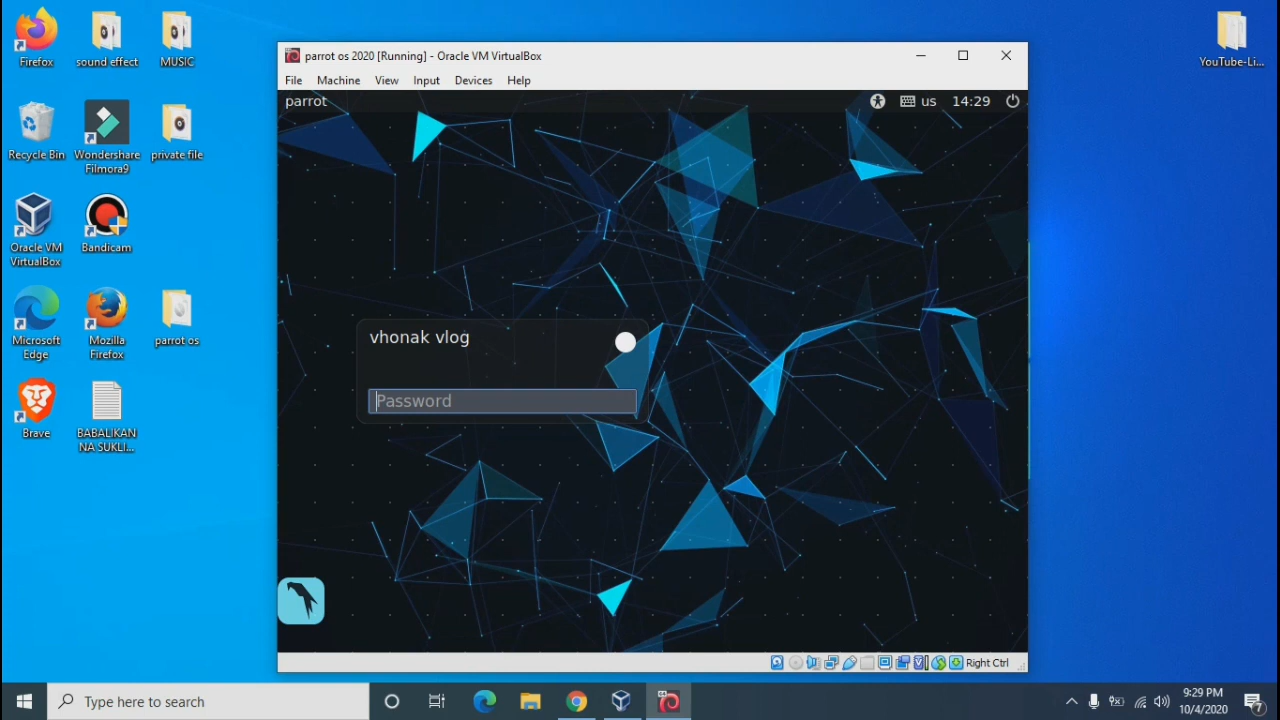 Firefox
sound effect
MUSIC
YouTube-Li...
Recycle Bin
Wondershare
Filmora9
private file
Oracle VM
VirtualBox
Bandicam
Microsoft
Edge
Mozilla
Firefox
parrot os
Brave
BABALIKAN
NA SUKLI...
parrot os 2020 [Running] - Oracle VM VirtualBox
File Machine View Input Devices Help
parrot
us 14:29
vhonak vlog
Password
Right Ctrl
Type here to search
64
9:29 PM
10/4/2020
7